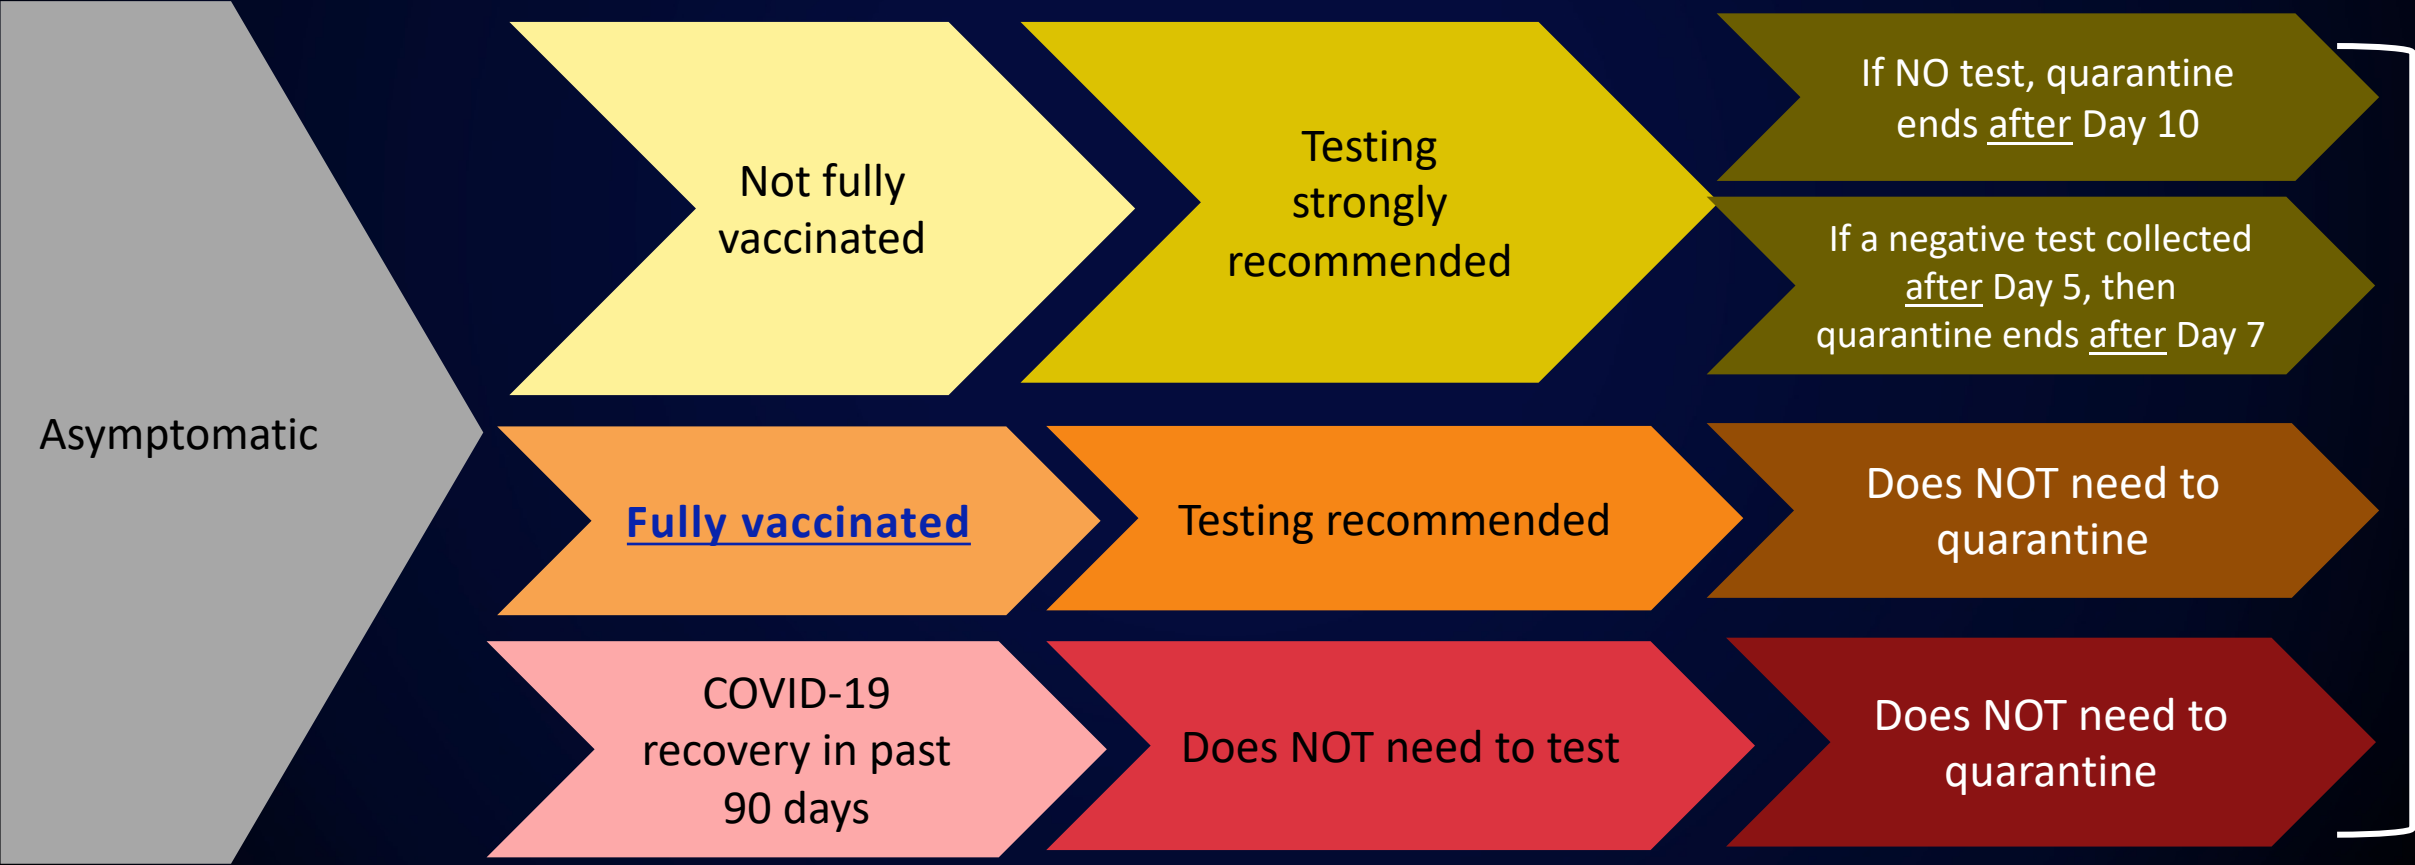 Asymptomatic
Not fully
vaccinated
Testing
strongly
recommended
If NO test, quarantine
ends after Day 10
If a negative test collected
after Day 5, then
quarantine ends after Day 7
Fully vaccinated
Testing recommended
Does NOT need to
quarantine
COVID-19
recovery in past
90 days
Does NOT need to test
Does NOT need to
quarantine